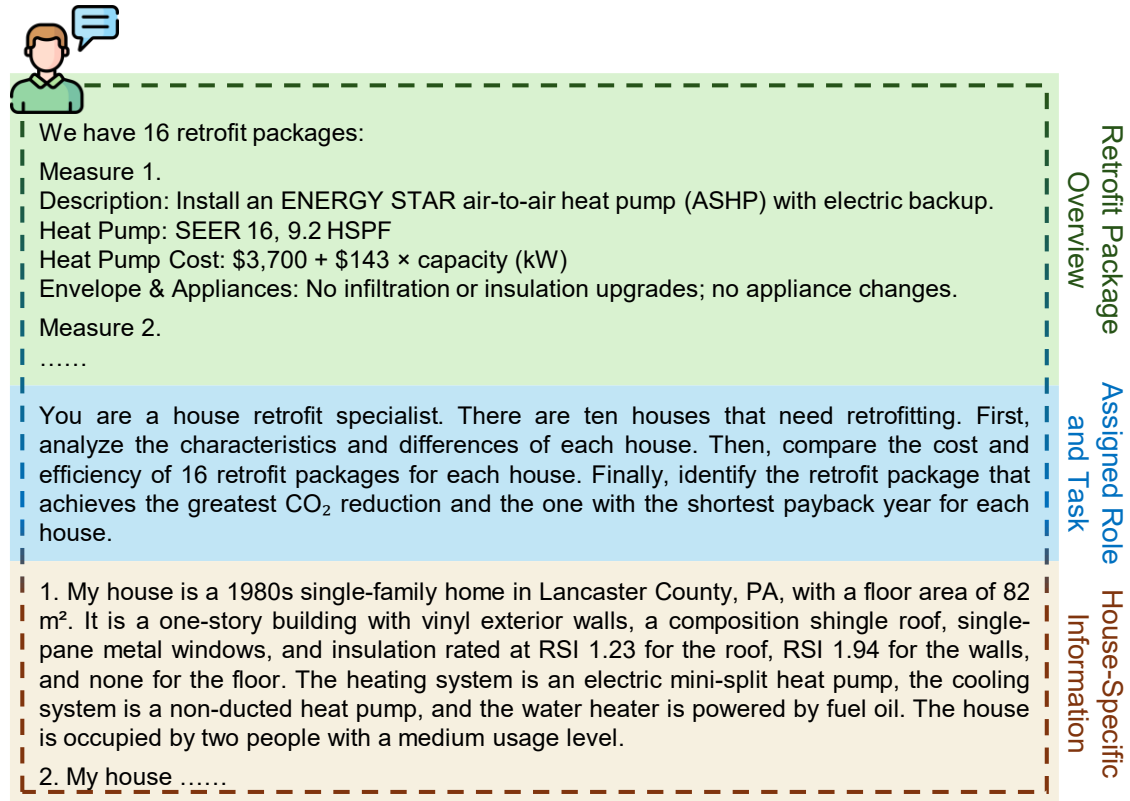 We have 16 retrofit packages:
Measure 1.
Description: Install an ENERGY STAR air-to-air heat pump (ASHP) with electric backup.
Heat Pump: SEER 16, 9.2 HSPF
Heat Pump Cost: $3,700 + $143 × capacity (kW)
Envelope & Appliances: No infiltration or insulation upgrades; no appliance changes.
Measure 2.
……
Retrofit Package
Overview
You are a house retrofit specialist. There are ten houses that need retrofitting. First,
analyze the characteristics and differences of each house. Then, compare the cost and
efficiency of 16 retrofit packages for each house. Finally, identify the retrofit package that
achieves the greatest CO₂ reduction and the one with the shortest payback year for each
house.
Assigned Role
and Task
1. My house is a 1980s single-family home in Lancaster County, PA, with a floor area of 82
m². It is a one-story building with vinyl exterior walls, a composition shingle roof, single-
pane metal windows, and insulation rated at RSI 1.23 for the roof, RSI 1.94 for the walls,
and none for the floor. The heating system is an electric mini-split heat pump, the cooling
system is a non-ducted heat pump, and the water heater is powered by fuel oil. The house
is occupied by two people with a medium usage level.
2. My house ……
House-Specific
Information